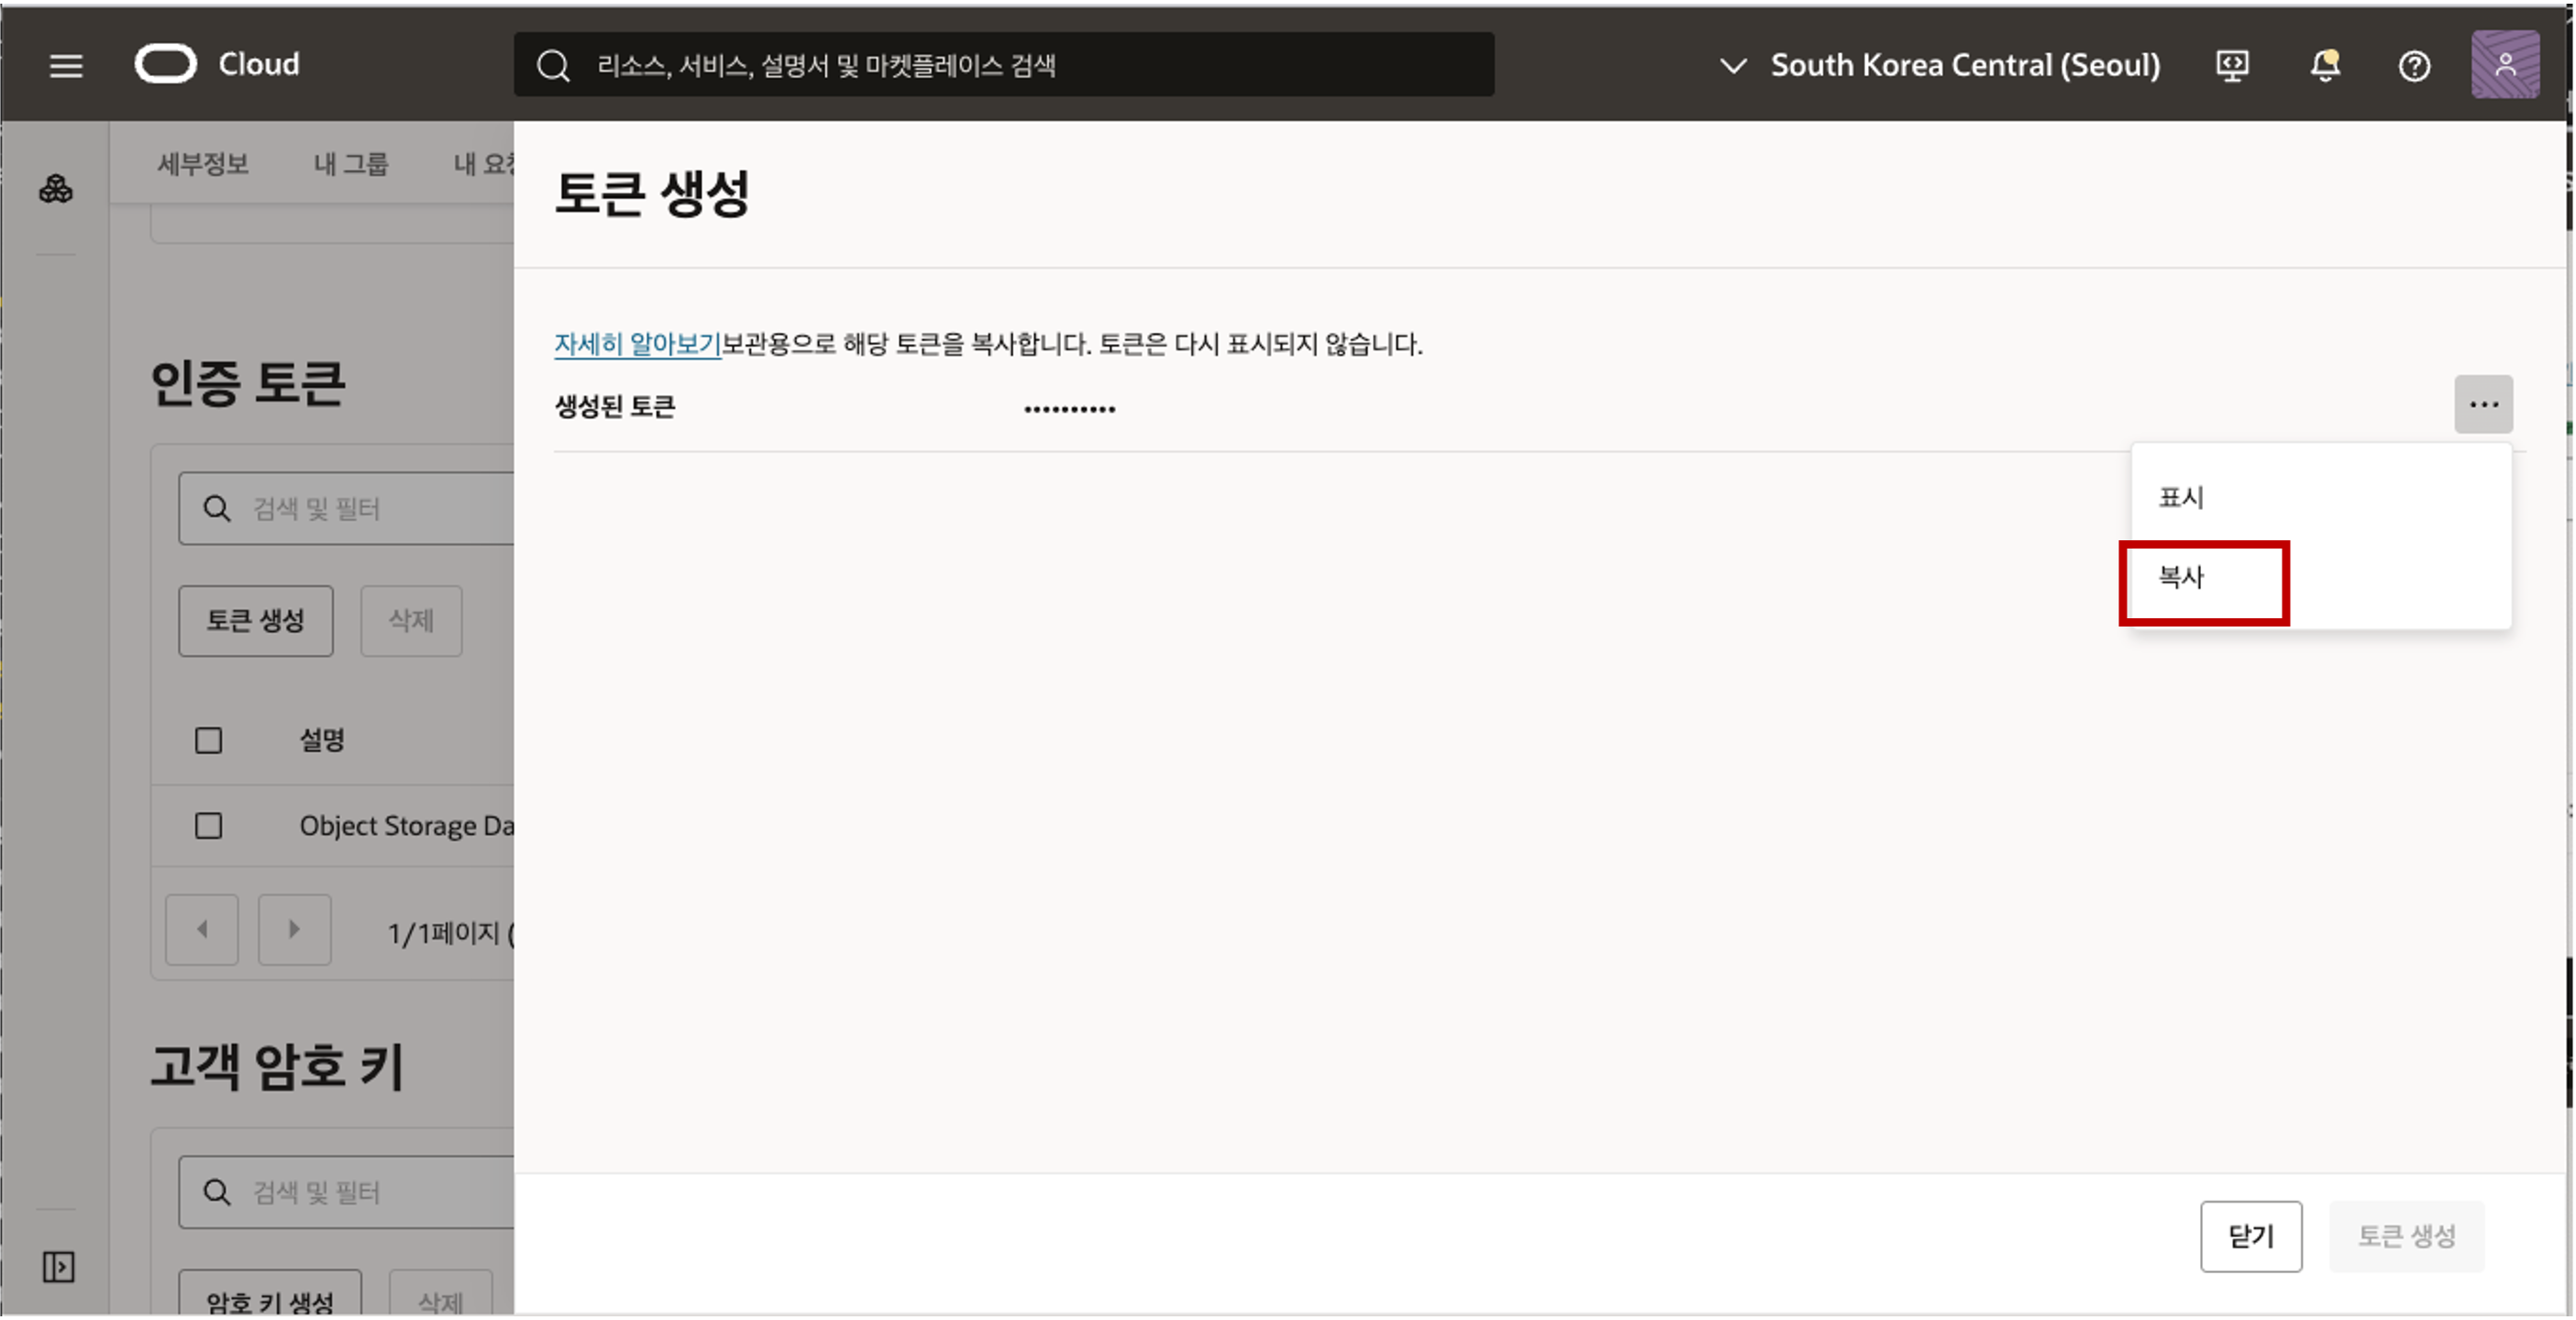 Cloud
리소스, 서비스, 설명서 및 마켓플레이스 검색
South Korea Central (Seoul)
세부정보
내 그룹
내 요청
토큰 생성
자세히 알아보기보관용으로 해당 토큰을 복사합니다. 토큰은 다시 표시되지 않습니다.
생성된 토큰
••••••••••
표시
복사
인증 토큰
검색 및 필터
토큰 생성
삭제
설명
Object Storage Da
1/1페이지 (
고객 암호 키
검색 및 필터
암호 키 생성
삭제
닫기
토큰 생성